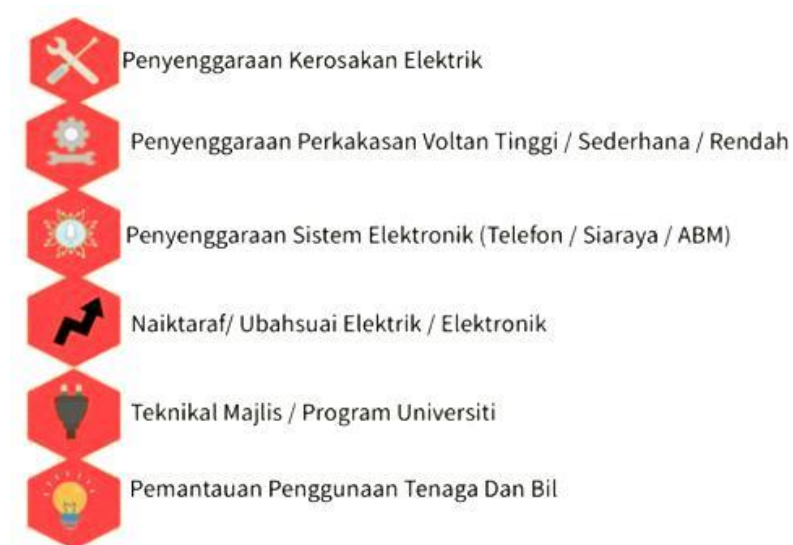 Penyenggaraan Kerosakan Elektrik
Penyenggaraan Perkakasan Voltan Tinggi / Sederhana / Rendah
Penyenggaraan Sistem Elektronik (Telefon / Siaraya / ABM)
Naiktaraf/ Ubahsuai Elektrik / Elektronik
Teknikal Majlis / Program Universiti
Pemantauan Penggunaan Tenaga Dan Bil